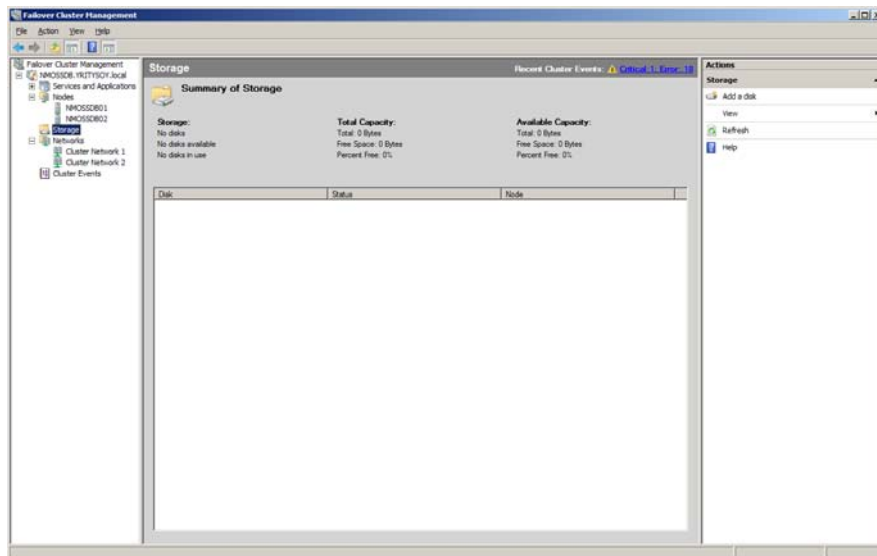 Failover Cluster Management
File Action View Help
Failover Cluster Management
NMOSSDB.YRITYSOY.local
Services and Applications
Nodes
NMOSSDB01
NMOSSDB02
Storage
Networks
Cluster Network 1
Cluster Network 2
Cluster Events
Storage
Recent Cluster Events: Critical: 1, Error: 18
Summary of Storage
Storage:
No disks
No disks available
No disks in use
Total Capacity:
Total: 0 Bytes
Free Space: 0 Bytes
Percent Free: 0%
Available Capacity:
Total: 0 Bytes
Free Space: 0 Bytes
Percent Free: 0%
Disk Status Node
Actions
Storage
Add a disk
View
Refresh
Help